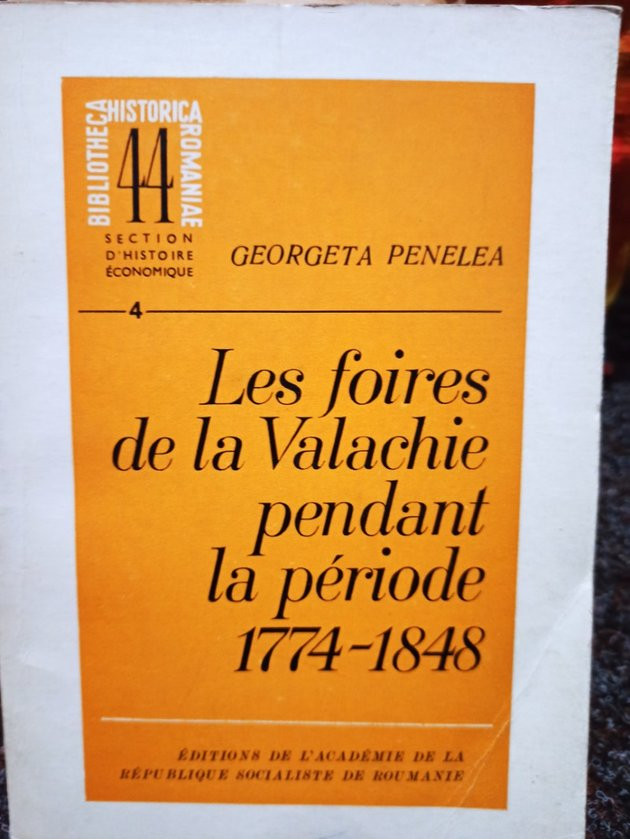 BIBLIOTHECA
HISTORICA
ROMANIAE
44
SECTION
D'HISTOIRE
ÉCONOMIQUE
GEORGETA PENELEA
4
Les foires
de la Valachie
pendant
la période
1774-1848
ÉDITIONS DE L'ACADÉMIE DE LA
RÉPUBLIQUE SOCIALISTE DE ROUMANIE